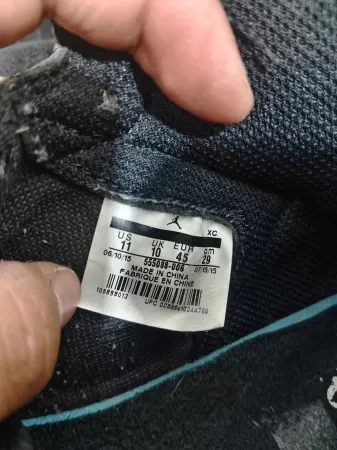 XC
US UK EUR cm
11 10 45 29
06/10/15 555088-006 07/15/15
MADE IN CHINA
FABRIQUE EN CHINE